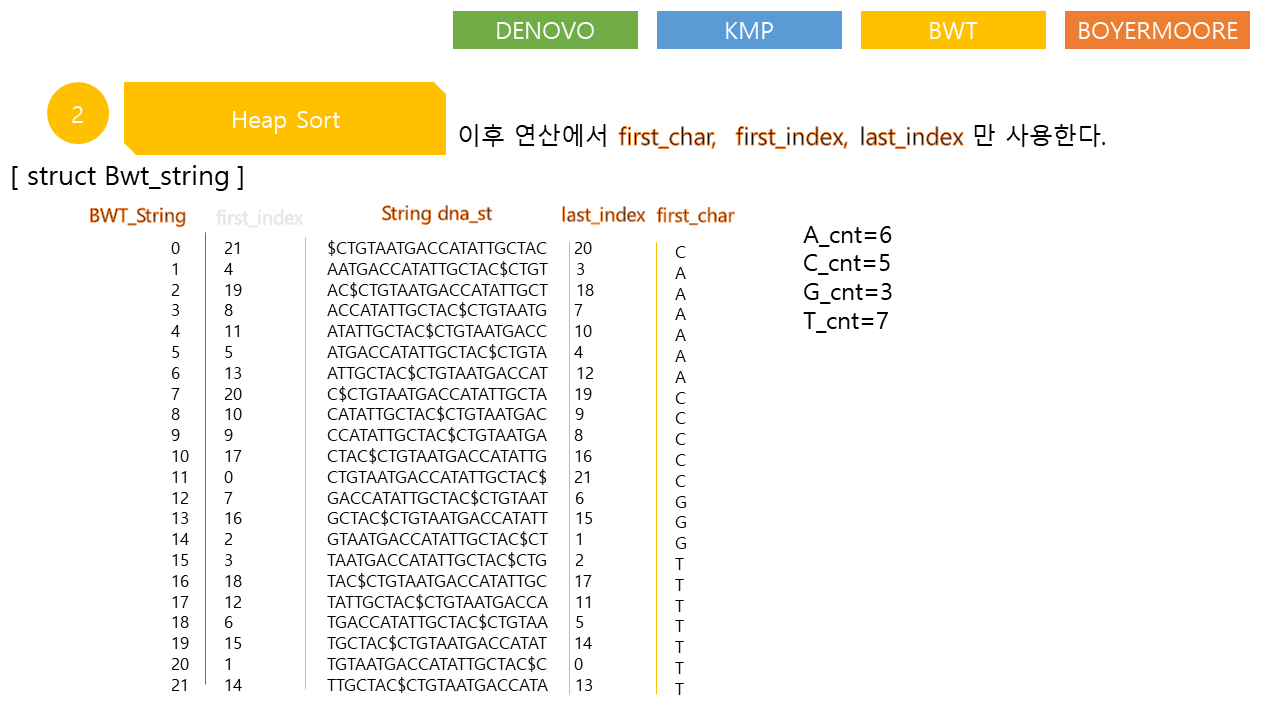 DENOVO KMP BWT BOYERMOORE
2 Heap Sort 이후 연산에서 first_char, first_index, last_index 만 사용한다.
[ struct Bwt_string ]
BWT_String first_index String dna_st last_index first_char
0 21 $CTGTAATGACCATATTGCTAC 20 C
1 4 AATGACCATATTGCTAC$CTGT 3 A
2 19 AC$CTGTAATGACCATATTGCT 18 A
3 8 ACCATATTGCTAC$CTGTAATG 7 A
4 11 ATATTGCTAC$CTGTAATGACC 10 A
5 5 ATGACCATATTGCTAC$CTGTA 4 A
6 13 ATTGCTAC$CTGTAATGACCAT 12 A
7 20 C$CTGTAATGACCATATTGCTA 19 C
8 10 CATATTGCTAC$CTGTAATGAC 9 C
9 9 CCATATTGCTAC$CTGTAATGA 8 C
10 17 CTAC$CTGTAATGACCATATTG 16 C
11 0 CTGTAATGACCATATTGCTAC$ 21 C
12 7 GACCATATTGCTAC$CTGTAAT 6 G
13 16 GCTAC$CTGTAATGACCATATT 15 G
14 2 GTAATGACCATATTGCTAC$CT 1 G
15 3 TAATGACCATATTGCTAC$CTG 2 T
16 18 TAC$CTGTAATGACCATATTGC 17 T
17 12 TATTGCTAC$CTGTAATGACCA 11 T
18 6 TGACCATATTGCTAC$CTGTAA 5 T
19 15 TGCTAC$CTGTAATGACCATAT 14 T
20 1 TGTAATGACCATATTGCTAC$C 0 T
21 14 TTGCTAC$CTGTAATGACCATA 13 T
A_cnt=6
C_cnt=5
G_cnt=3
T_cnt=7